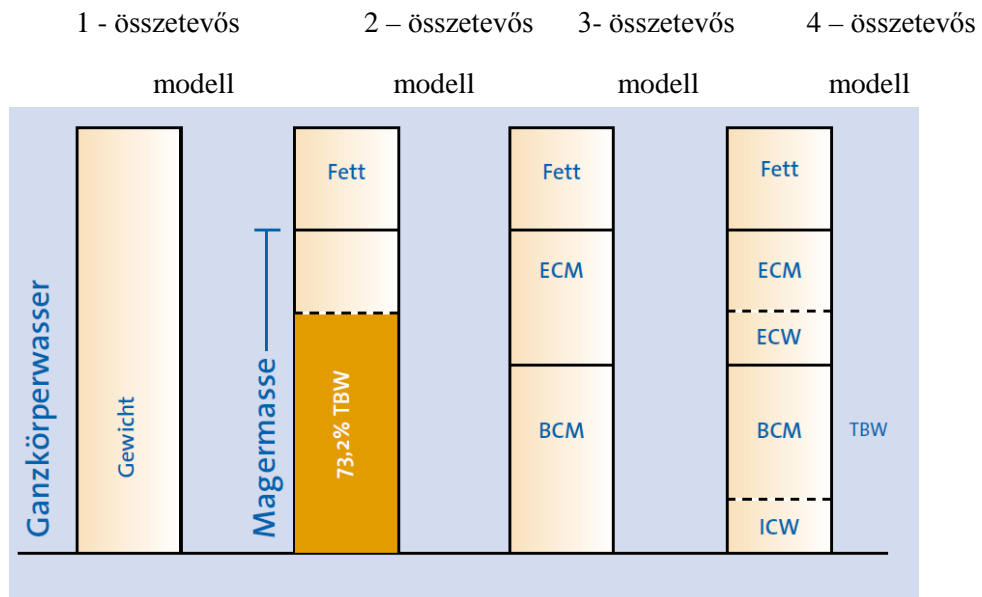 1 - összetevős 2 – összetevős 3- összetevős 4 – összetevős
modell modell modell modell
Ganzkörperwasser
Gewicht
Magermasse
Fett
73,2% TBW
Fett
ECM
BCM
Fett
ECM
ECW
BCM
ICW
TBW